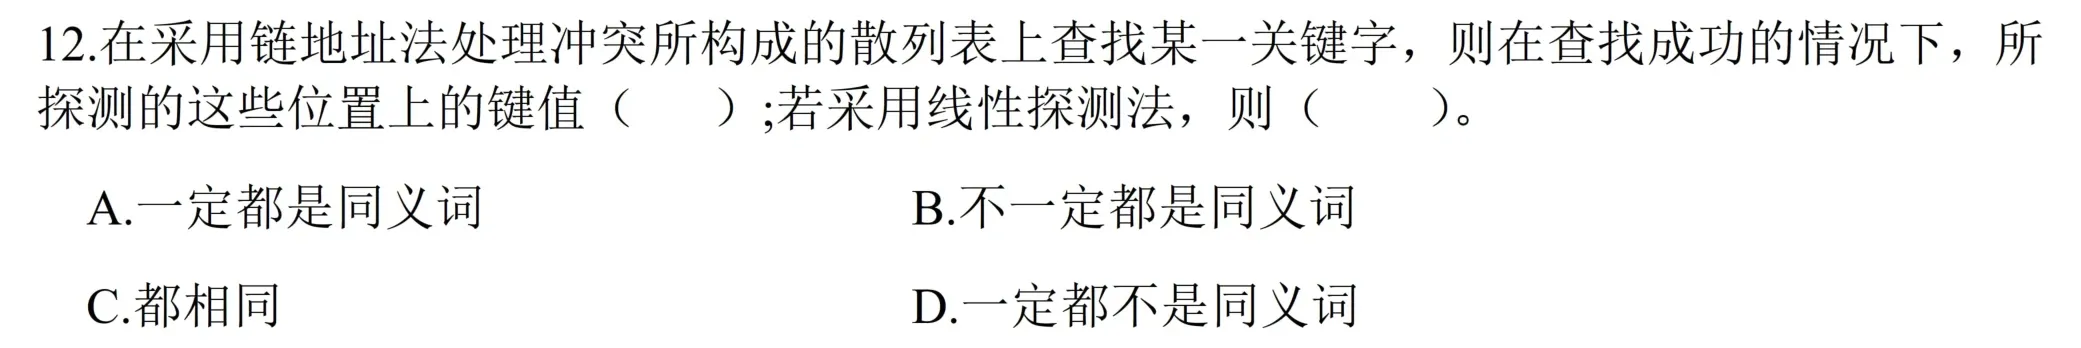 12.在采用链地址法处理冲突所构成的散列表上查找某一关键字，则在查找成功的情况下，所
探测的这些位置上的键值（    ）;若采用线性探测法，则（    ）。
A.一定都是同义词
B.不一定都是同义词
C.都相同
D.一定都不是同义词